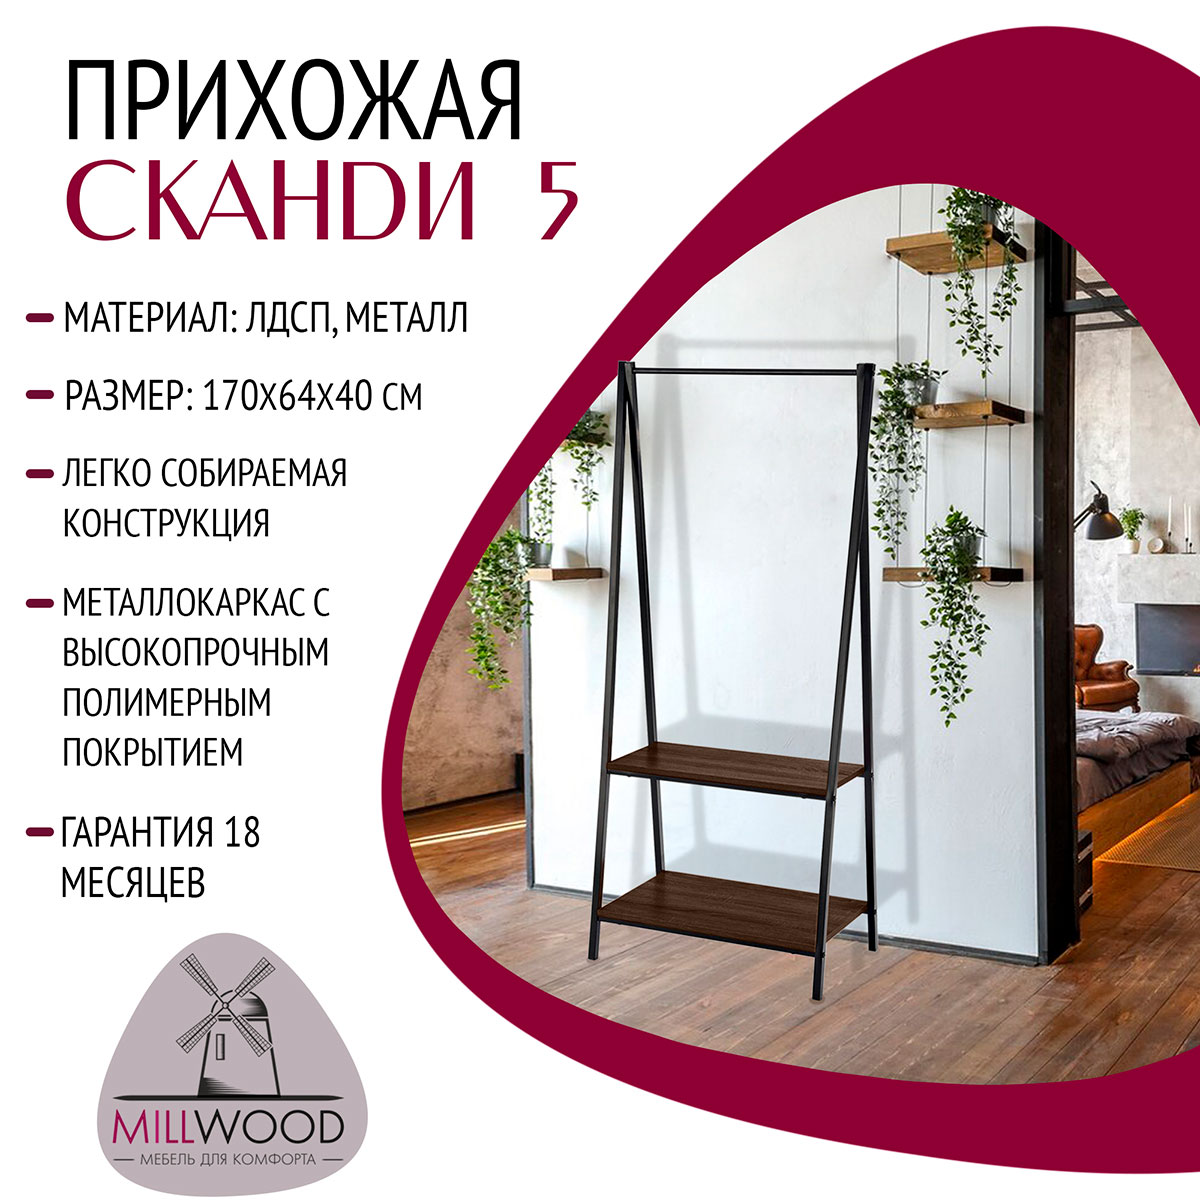 ПРИХОЖАЯ
СКАНДИ 5
МАТЕРИАЛ: ЛДСП, МЕТАЛЛ
РАЗМЕР: 170Х64Х40 СМ
ЛЕГКО СОБИРАЕМАЯ
КОНСТРУКЦИЯ
МЕТАЛЛОКАРКАС С
ВЫСОКОПРОЧНЫМ
ПОЛИМЕРНЫМ
ПОКРЫТИЕМ
ГАРАНТИЯ 18
МЕСЯЦЕВ
MILLWOOD
МЕБЕЛЬ ДЛЯ КОМФОРТА